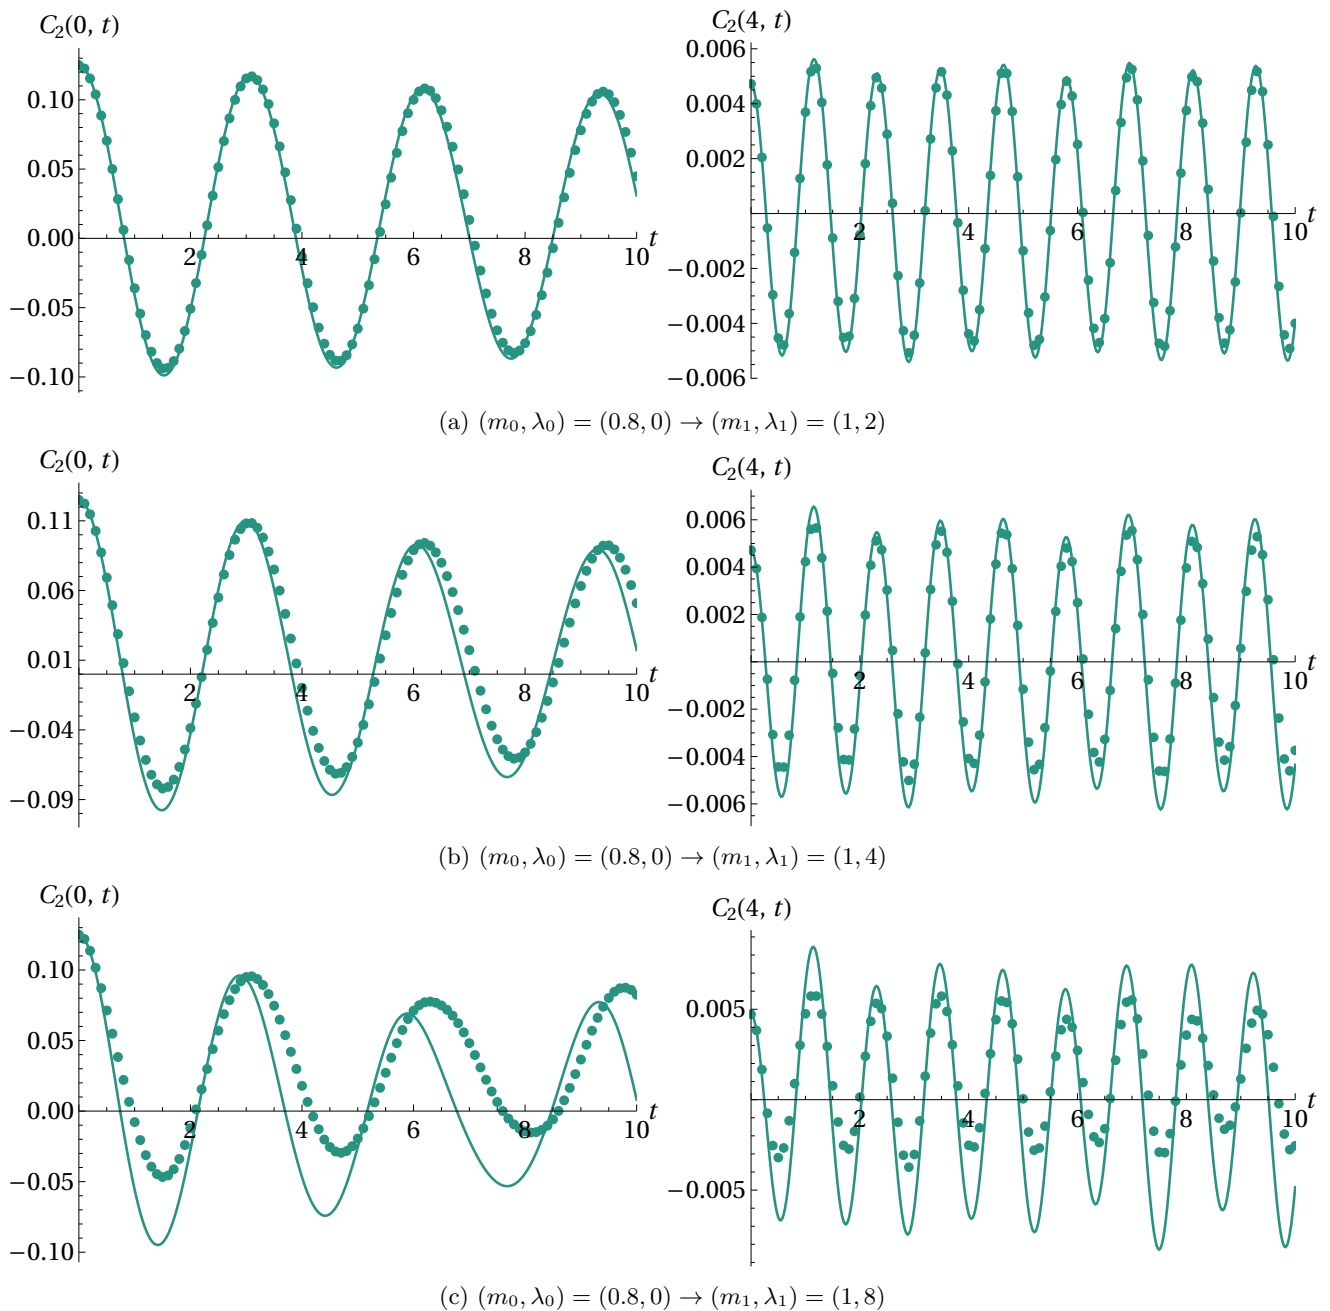 C₂(0, t)
0.10
0.05
0.00
−0.05
−0.10
2 4 6 8 10
t
C₂(4, t)
0.006
0.004
0.002
−0.002
−0.004
−0.006
2 4 6 8 10
t
(a) (m₀, λ₀) = (0.8, 0) → (m₁, λ₁) = (1, 2)
C₂(0, t)
0.11
0.06
0.01
−0.04
−0.09
2 4 6 8 10
t
C₂(4, t)
0.006
0.004
0.002
−0.002
−0.004
−0.006
2 4 6 8 10
t
(b) (m₀, λ₀) = (0.8, 0) → (m₁, λ₁) = (1, 4)
C₂(0, t)
0.10
0.05
0.00
−0.05
−0.10
2 4 6 8 10
t
C₂(4, t)
0.005
−0.005
2 4 6 8 10
t
(c) (m₀, λ₀) = (0.8, 0) → (m₁, λ₁) = (1, 8)